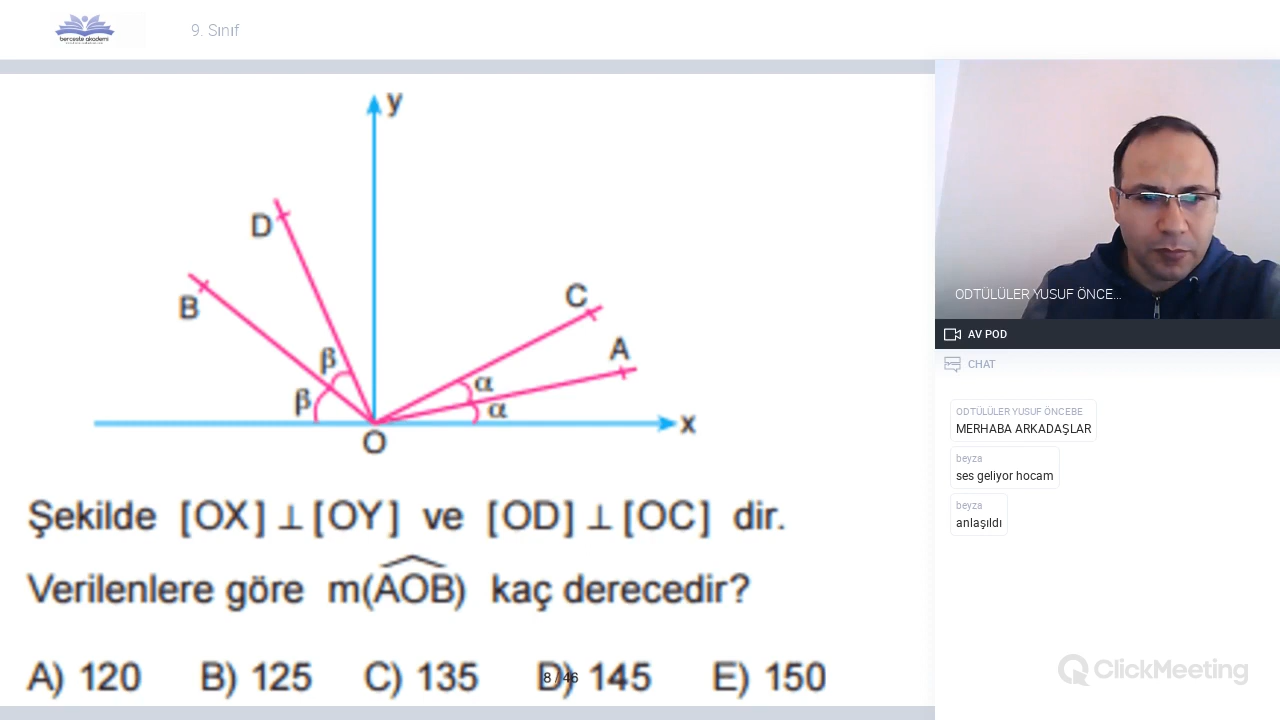 berceste akademi
9. Sınıf
y
D
B
C
A
β
α
β
α
x
O
Şekilde [OX] ⊥ [OY] ve [OD] ⊥ [OC] dir.
Verilenlere göre m(AOB) kaç derecedir?
A) 120 B) 125 C) 135 D) 145 E) 150
8 / 46
ODTÜLÜLER YUSUF ÖNCE...
AV POD
CHAT
ODTÜLÜLER YUSUF ÖNCEBE
MERHABA ARKADAŞLAR
beyza
ses geliyor hocam
beyza
anlaşıldı
ClickMeeting